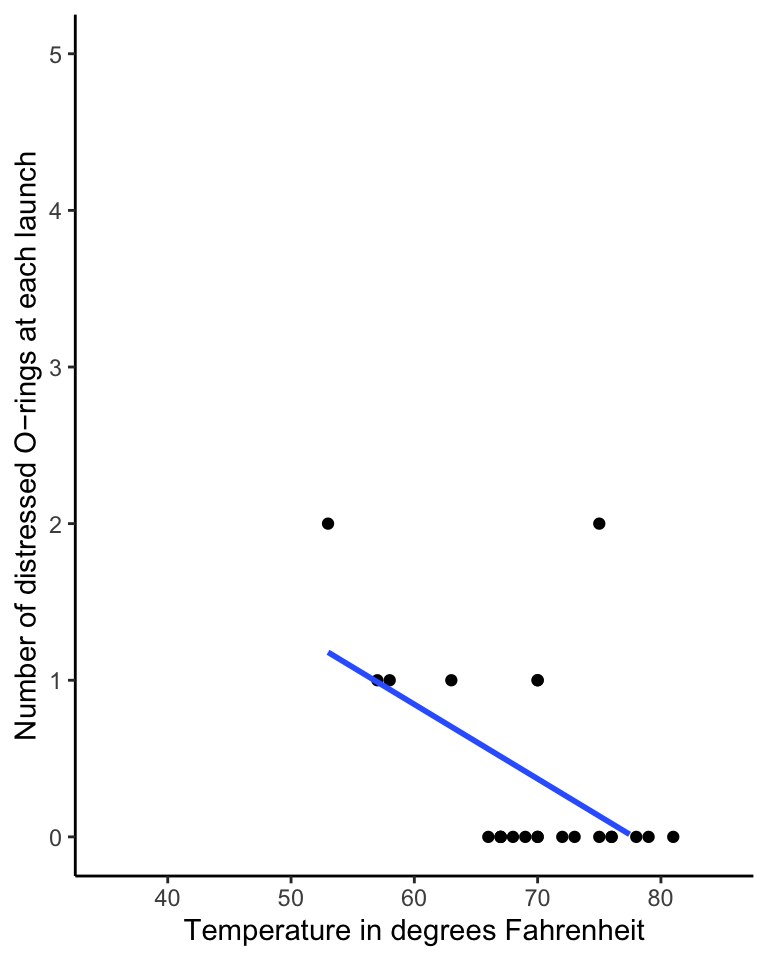 Number of distressed O−rings at each launch
5
4
3
2
1
0
40 50 60 70 80
Temperature in degrees Fahrenheit